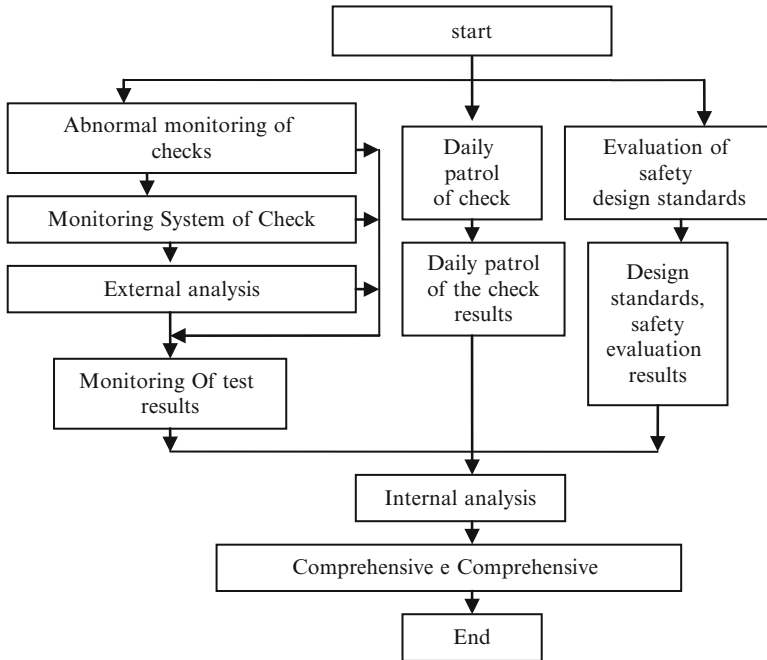 start
Abnormal monitoring of
checks
Monitoring System of Check
External analysis
Monitoring Of test
results
Daily
patrol
of check
Daily patrol
of the check
results
Evaluation of
safety
design standards
Design
standards,
safety
evaluation
results
Internal analysis
Comprehensive e Comprehensive
End